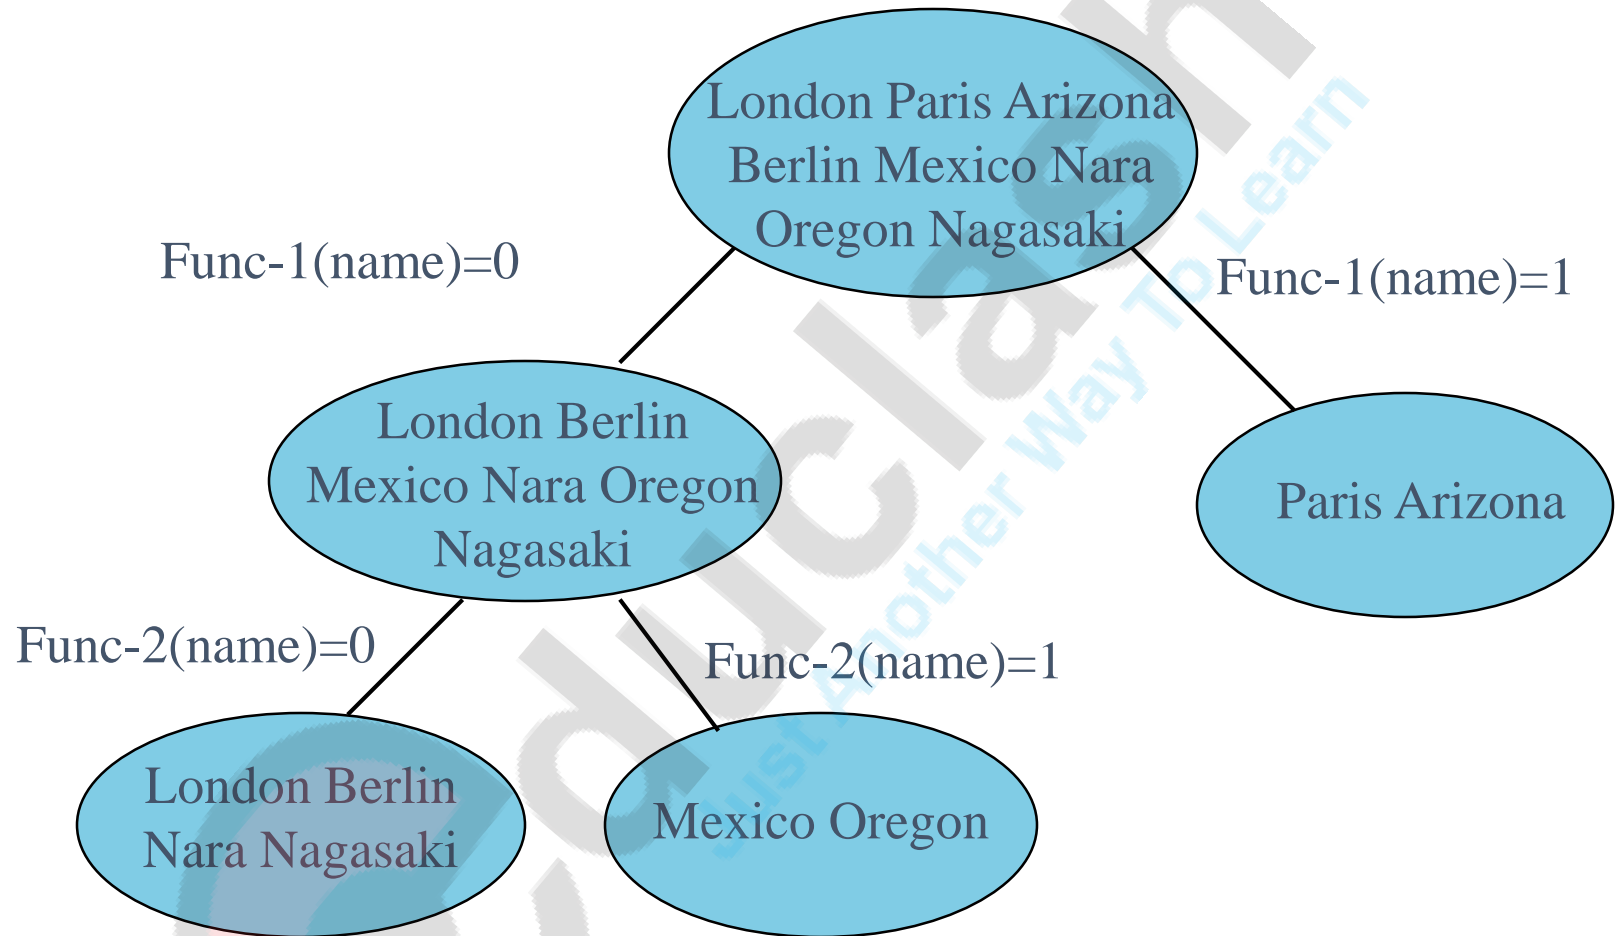 London Paris Arizona
Berlin Mexico Nara
Oregon Nagasaki
Func-1(name)=0
Func-1(name)=1
London Berlin
Mexico Nara Oregon
Nagasaki
Paris Arizona
Func-2(name)=0
Func-2(name)=1
London Berlin
Nara Nagasaki
Mexico Oregon
educlash
Just Another Way To Learn